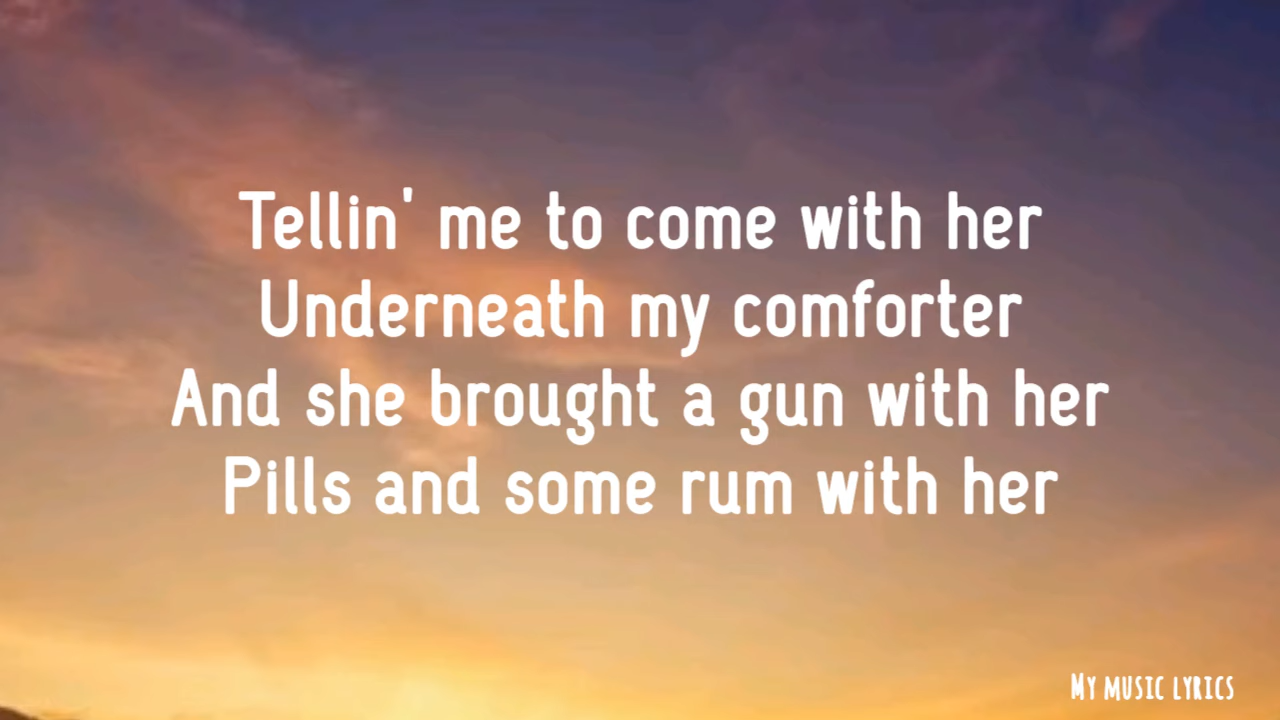 Tellin' me to come with her
Underneath my comforter
And she brought a gun with her
Pills and some rum with her
My music lyrics